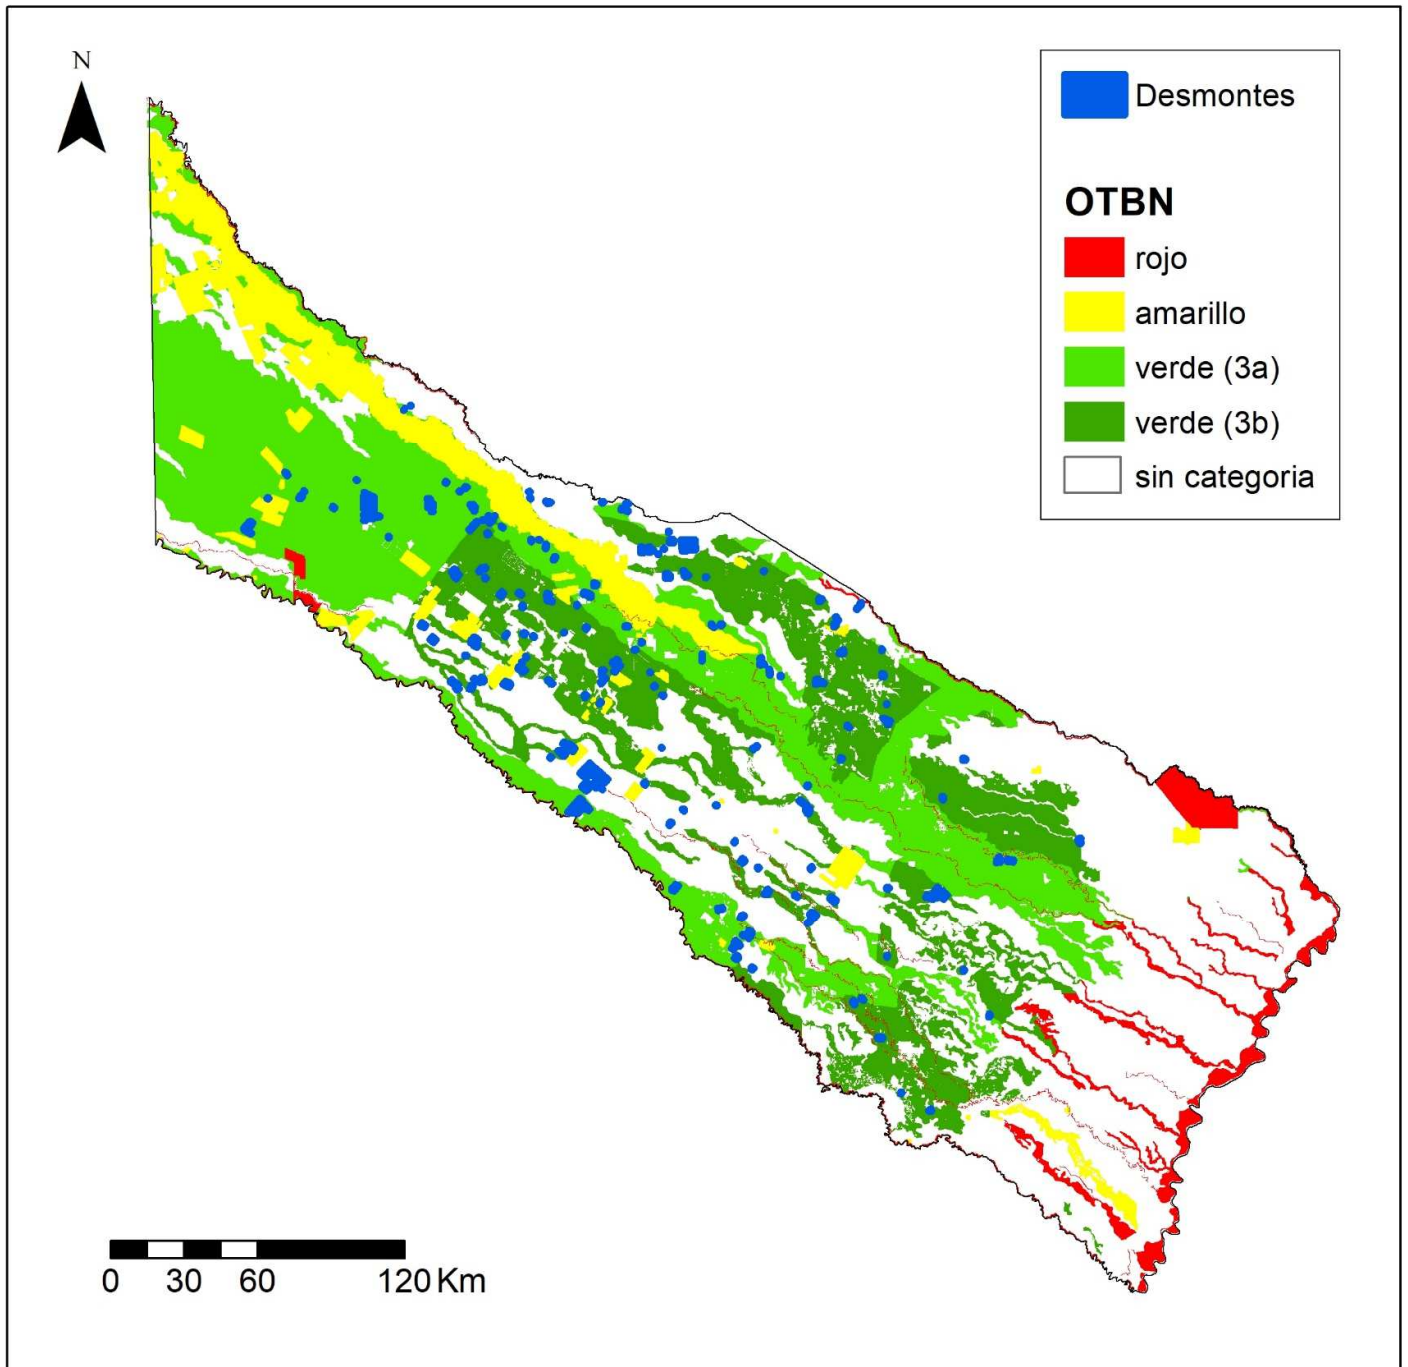 N
Desmontes
OTBN
rojo
amarillo
verde (3a)
verde (3b)
sin categoria
0 30 60 120 Km